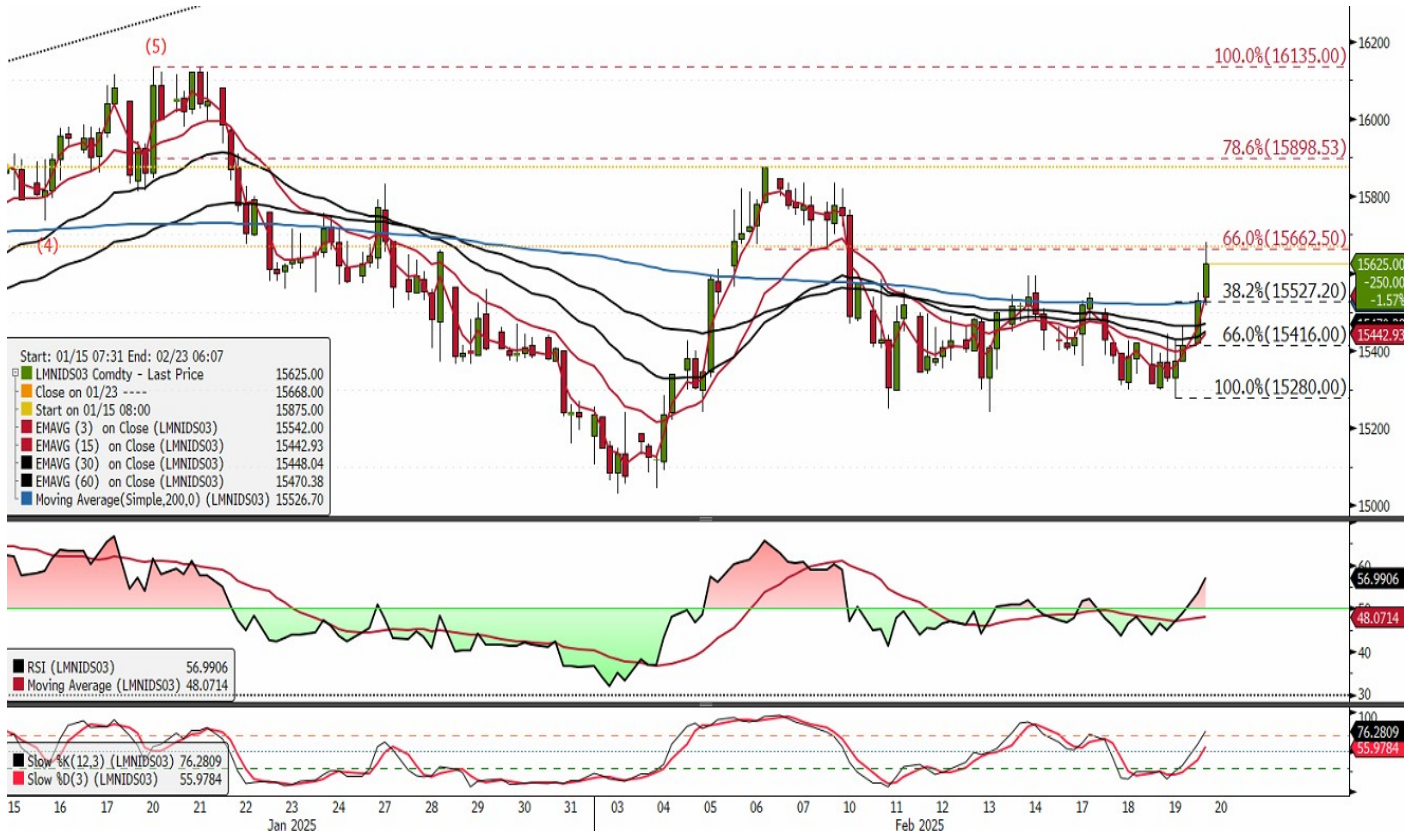 (5)
(4)
100.0%(16135.00)
78.6%(15898.53)
66.0%(15662.50)
38.2%(15527.20)
66.0%(15416.00)
100.0%(15280.00)
16200
16000
15800
15400
15200
15000
15625.00
-250.00
-1.57%
15442.93
Start: 01/15 07:31 End: 02/23 06:07
LMNIDS03 Comdty - Last Price 15625.00
Close on 01/23 ---- 15668.00
Start on 01/15 08:00 15875.00
EMAVG (3) on Close (LMNIDS03) 15542.00
EMAVG (15) on Close (LMNIDS03) 15442.93
EMAVG (30) on Close (LMNIDS03) 15448.04
EMAVG (60) on Close (LMNIDS03) 15470.38
Moving Average(Simple,200,0) (LMNIDS03) 15526.70
60
56.9906
50
48.0714
40
30
RSI (LMNIDS03) 56.9906
Moving Average (LMNIDS03) 48.0714
100
76.2809
55.9784
Slow %K(12,3) (LMNIDS03) 76.2809
Slow %D(3) (LMNIDS03) 55.9784
15 16 17 20 21 22 23 24 27 28 29 30 31 03 04 05 06 07 10 11 12 13 14 17 18 19 20
Jan 2025 Feb 2025